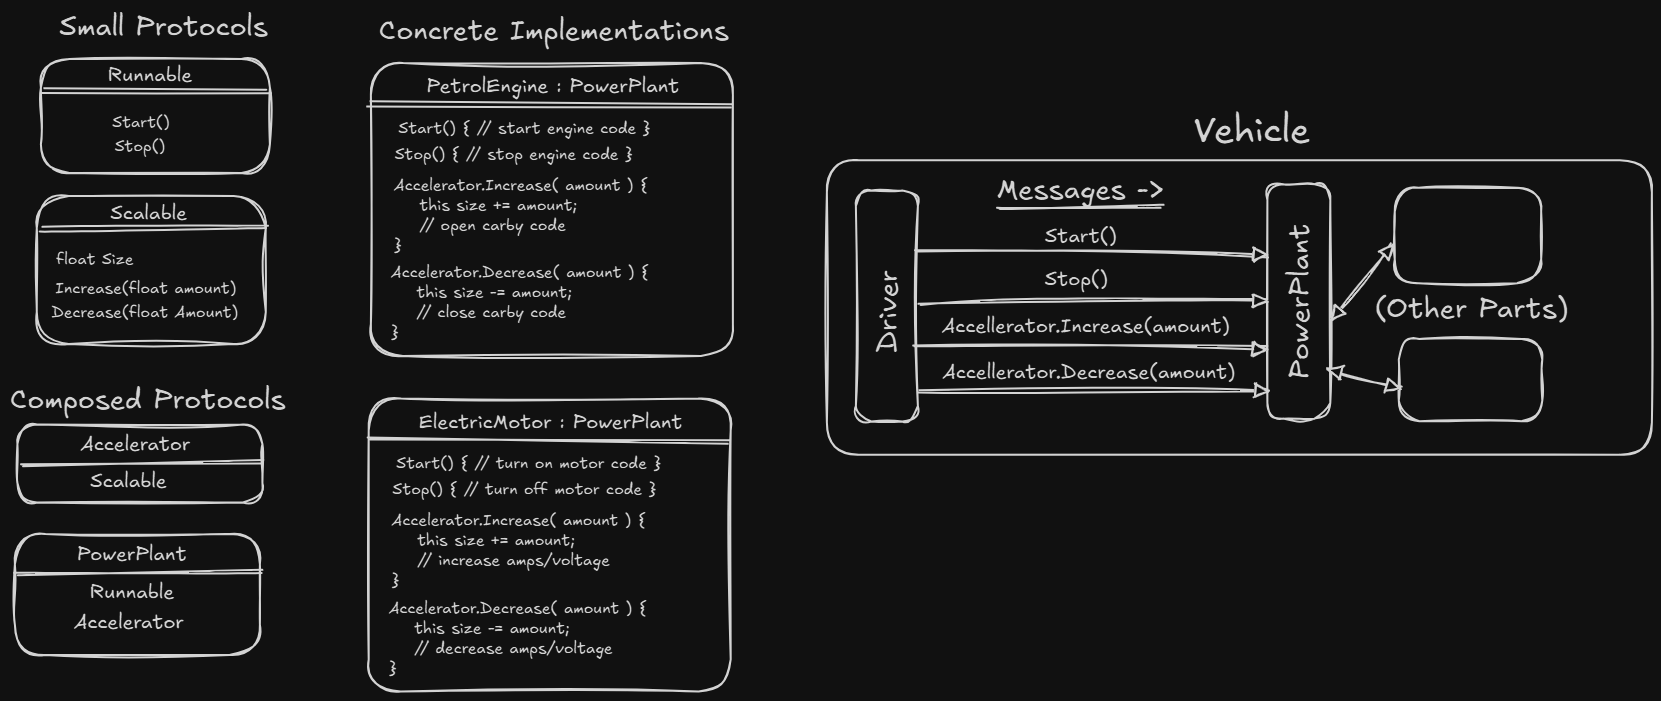 Small Protocols
Runnable
Start()
Stop()
Scalable
float Size
Increase(float amount)
Decrease(float Amount)
Composed Protocols
Accelerator
Scalable
PowerPlant
Runnable
Accelerator
Concrete Implementations
PetrolEngine : PowerPlant
Start() { // start engine code }
Stop() { // stop engine code }
Accelerator.Increase( amount ) {
this size += amount;
// open carby code
}
Accelerator.Decrease( amount ) {
this size -= amount;
// close carby code
}
ElectricMotor : PowerPlant
Start() { // turn on motor code }
Stop() { // turn off motor code }
Accelerator.Increase( amount ) {
this size += amount;
// increase amps/voltage
}
Accelerator.Decrease( amount ) {
this size -= amount;
// decrease amps/voltage
}
Vehicle
Driver
Messages ->
Start()
Stop()
Accellerator.Increase(amount)
Accellerator.Decrease(amount)
PowerPlant
(Other Parts)